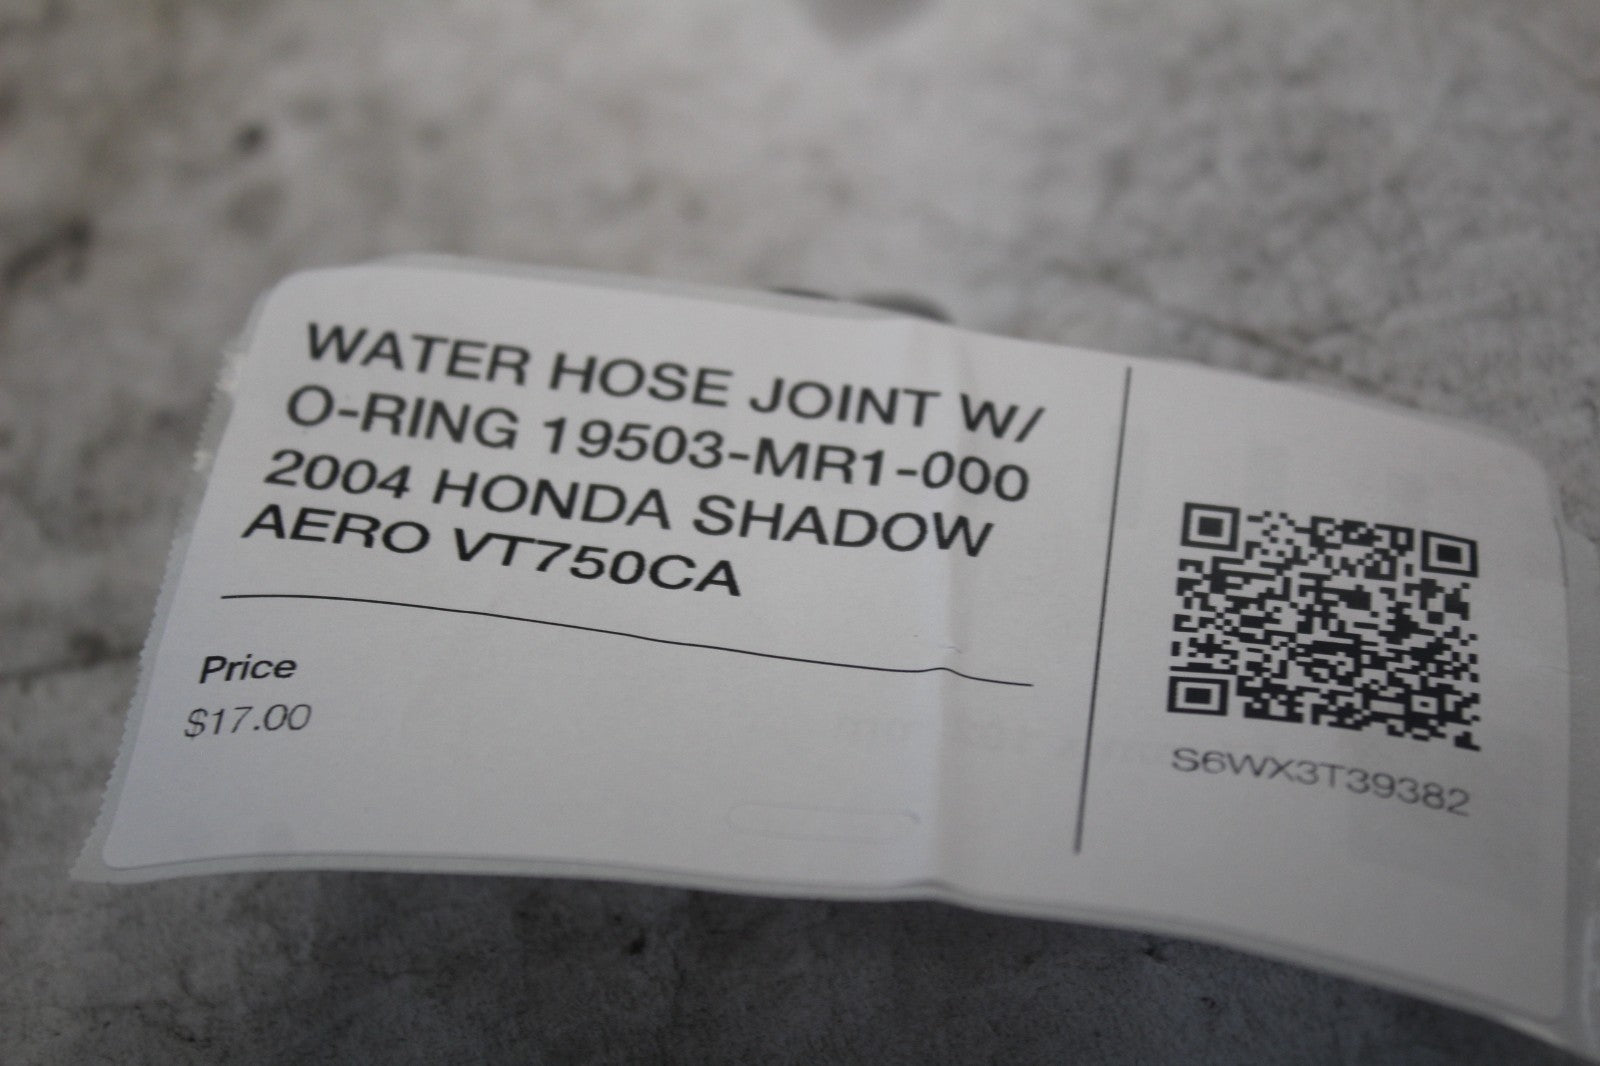 WATER HOSE JOINT W/
O-RING 19503-MR1-000
2004 HONDA SHADOW
AERO VT750CA
Price
$17.00
S6WX3T39382